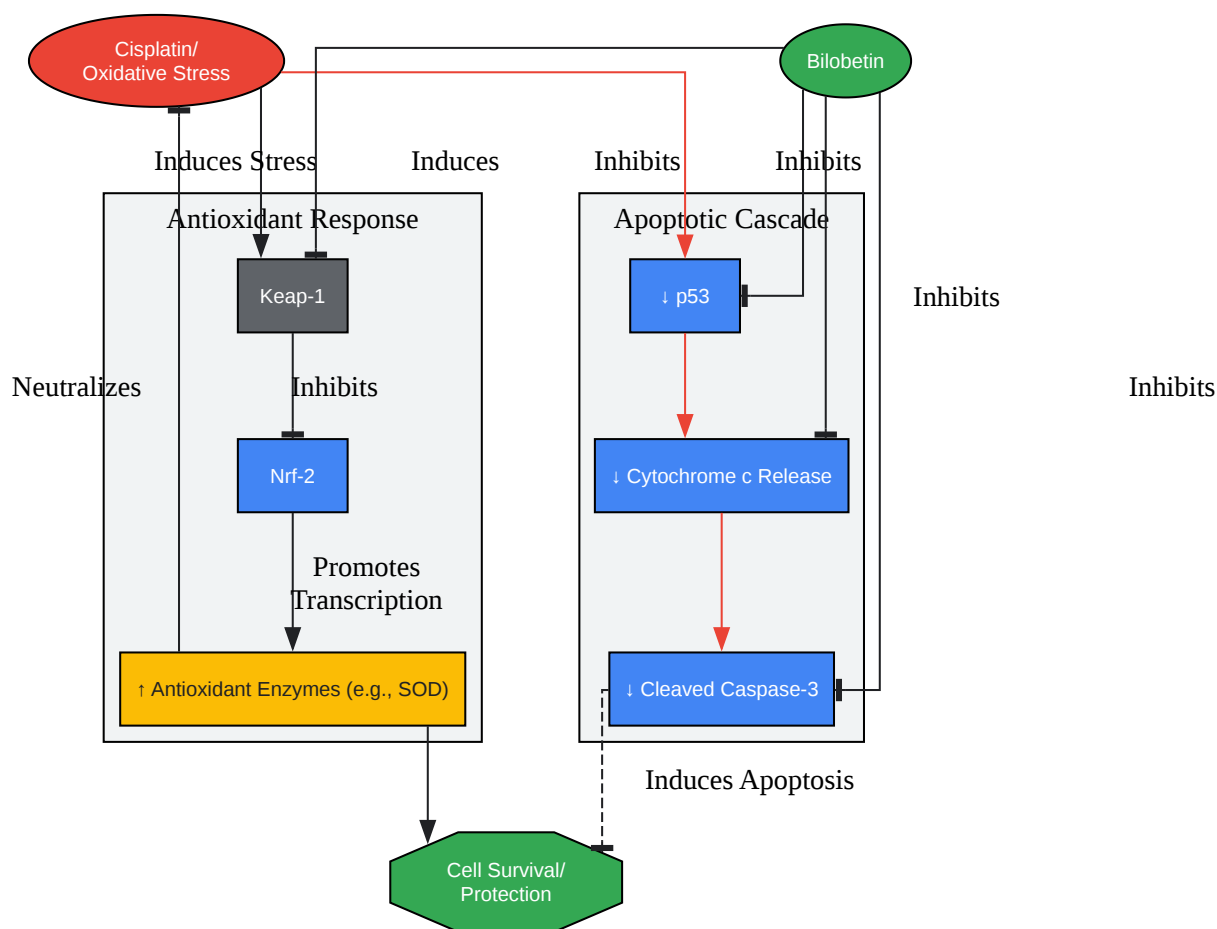 Cisplatin/
Oxidative Stress
Bilobetin
Induces Stress
Induces
Inhibits
Inhibits
Antioxidant Response
Apoptotic Cascade
Keap-1
↓ p53
Inhibits
Neutralizes
Inhibits
Inhibits
Nrf-2
↓ Cytochrome c Release
Promotes
Transcription
↑ Antioxidant Enzymes (e.g., SOD)
↓ Cleaved Caspase-3
Induces Apoptosis
Cell Survival/
Protection